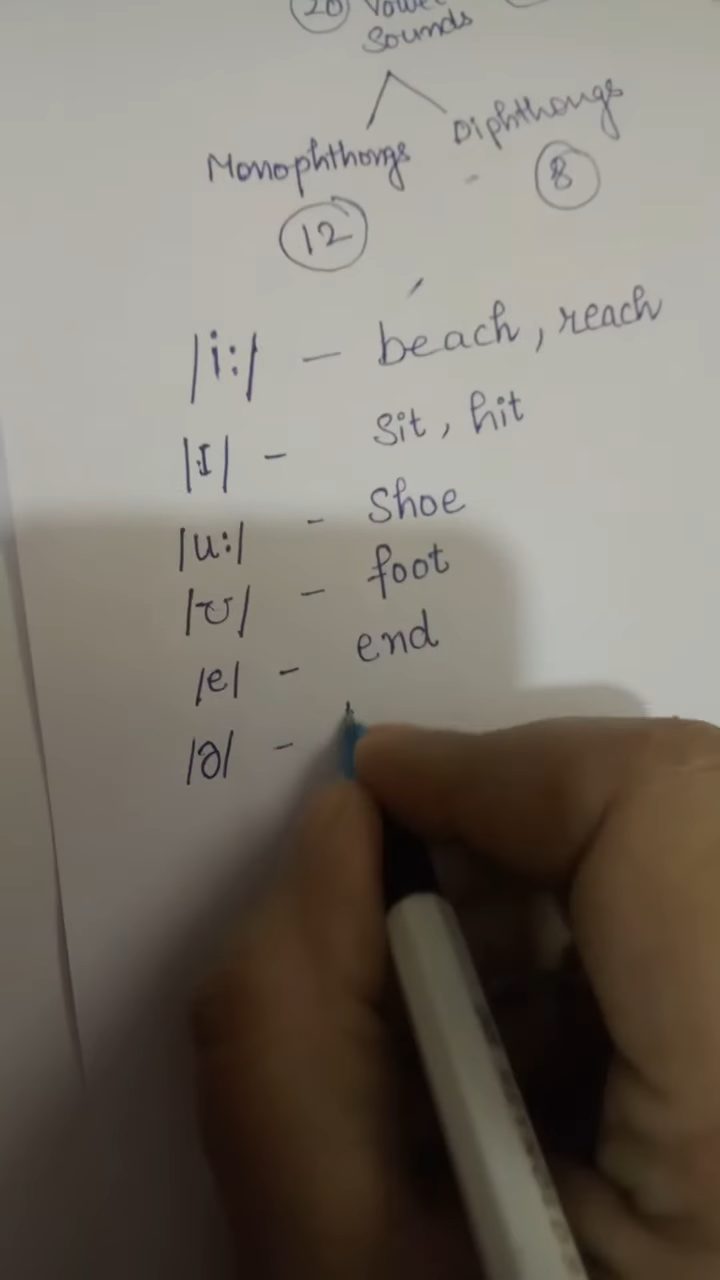 20 Vowel
Sounds
Monophthongs Diphthongs
12 8
/i:/ - beach, reach
/ɪ/ - sit, hit
/u:/ - Shoe
/ʊ/ - foot
/e/ - end
/ə/ -